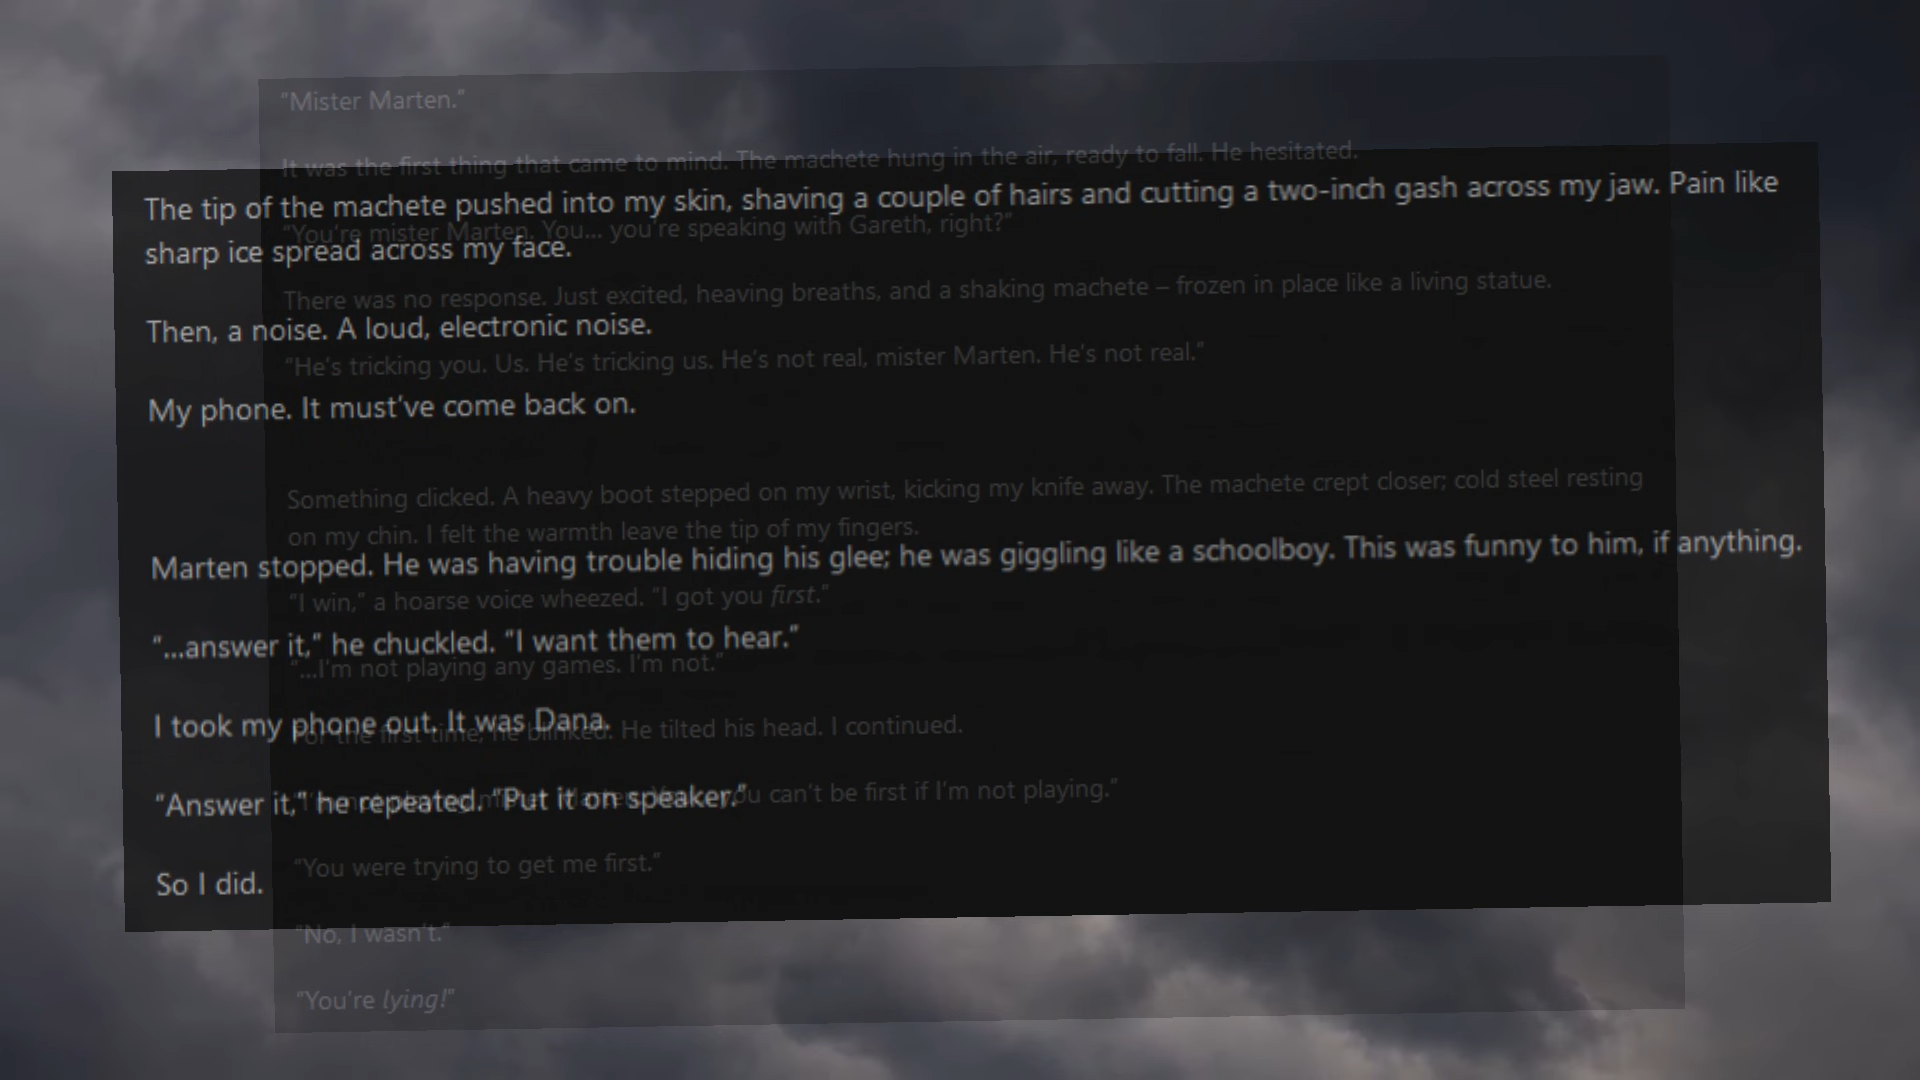 "Mister Marten."
It was the first thing that came to mind. The machete hung in the air, ready to fall. He hesitated.
"You're mister Marten. You... you're speaking with Gareth, right?"
There was no response. Just excited, heaving breaths, and a shaking machete – frozen in place like a living statue.
"He's tricking you. Us. He's tricking us. He's not real, mister Marten. He's not real."
Something clicked. A heavy boot stepped on my wrist, kicking my knife away. The machete crept closer; cold steel resting
on my chin. I felt the warmth leave the tip of my fingers.
"I win," a hoarse voice wheezed. "I got you first."
"...I'm not playing any games. I'm not."
For the first time, he blinked. He tilted his head. I continued.
you can't be first if I'm not playing."
"You were trying to get me first."
"No, I wasn't."
"You're lying!"
The tip of the machete pushed into my skin, shaving a couple of hairs and cutting a two-inch gash across my jaw. Pain like
sharp ice spread across my face.
Then, a noise. A loud, electronic noise.
My phone. It must've come back on.
Marten stopped. He was having trouble hiding his glee; he was giggling like a schoolboy. This was funny to him, if anything.
"...answer it," he chuckled. "I want them to hear."
I took my phone out. It was Dana.
"Answer it," he repeated. "Put it on speaker."
So I did.